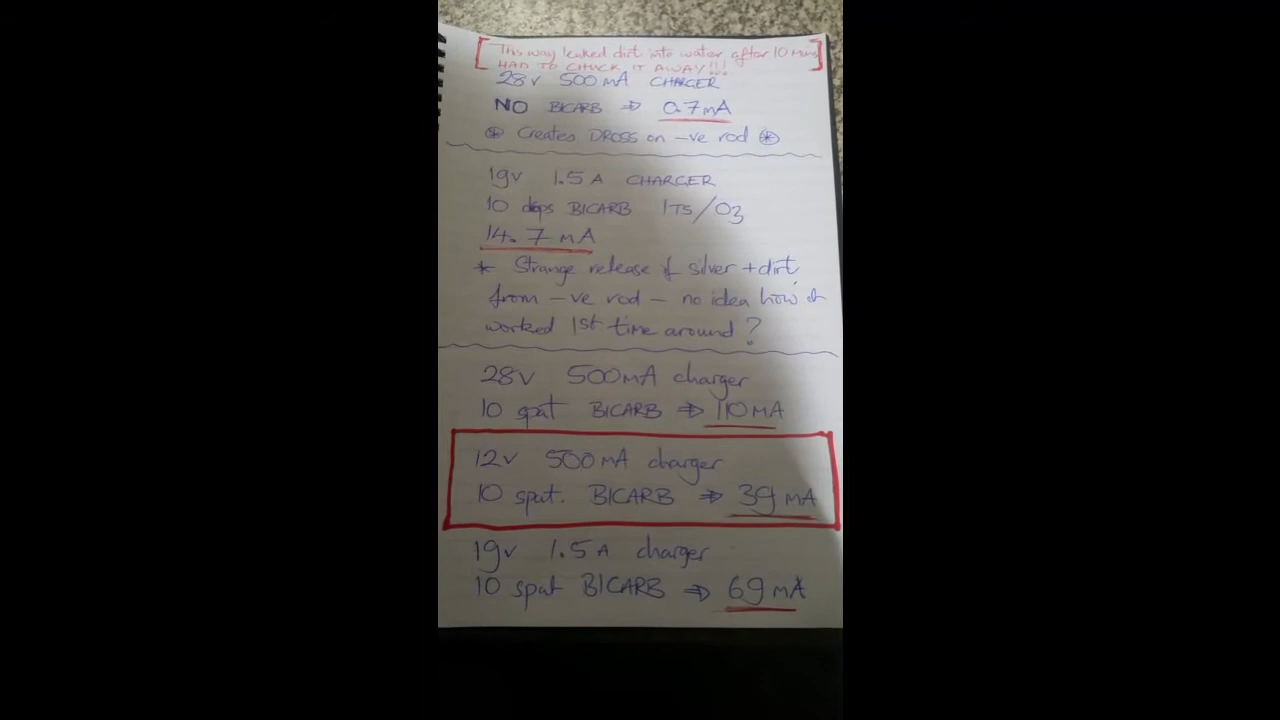 [This way leaked dirt into water after 10 mins
HAD TO CHUCK IT AWAY!!!]
28v 500mA CHARGER
NO BICARB ⇒ 0.7mA
⊛ Creates DROSS on -ve rod ⊛
19v 1.5A CHARGER
10 drops BICARB 1TS/O3
14.7mA
* Strange release of silver + dirt
from -ve rod - no idea how it
worked 1st time around?
28v 500mA charger
10 spat BICARB ⇒ 110mA
12v 500mA charger
10 spat. BICARB ⇒ 39mA
19v 1.5A charger
10 spat BICARB ⇒ 69mA